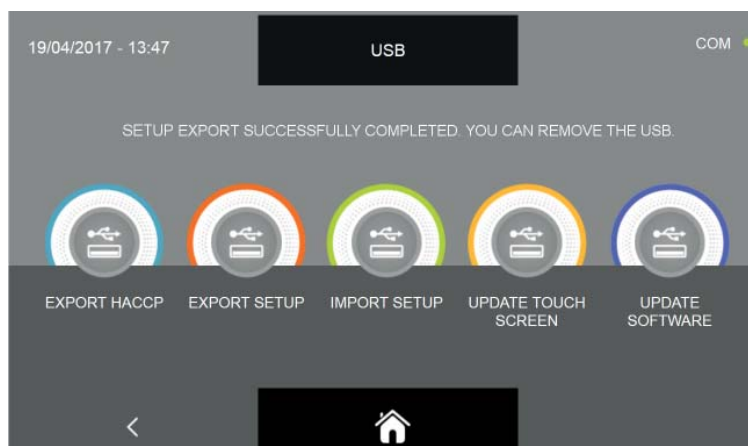 19/04/2017 - 13:47
USB
COM
SETUP EXPORT SUCCESSFULLY COMPLETED. YOU CAN REMOVE THE USB.
EXPORT HACCP
EXPORT SETUP
IMPORT SETUP
UPDATE TOUCH
SCREEN
UPDATE
SOFTWARE